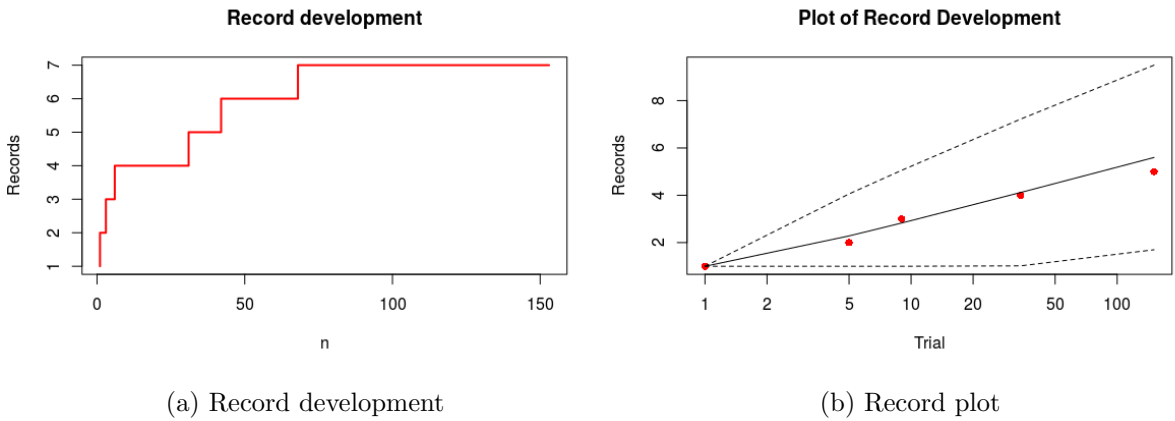 Record development
Records
7
6
5
4
3
2
1
0 50 100 150
n
(a) Record development
Plot of Record Development
Records
8
6
4
2
1 2 5 10 20 50 100
Trial
(b) Record plot